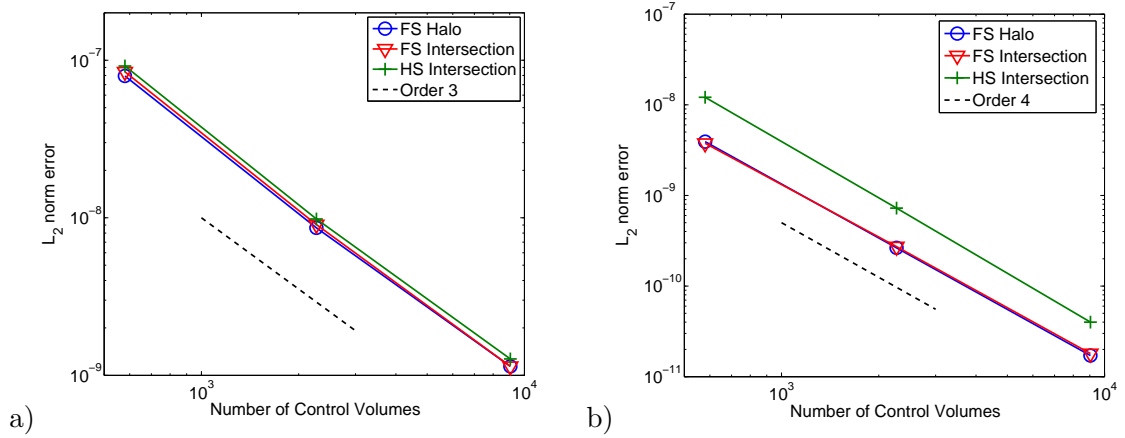 FS Halo
FS Intersection
HS Intersection
Order 3
10^-7
10^-8
10^-9
L_2 norm error
10^3
10^4
Number of Control Volumes
a)
FS Halo
FS Intersection
HS Intersection
Order 4
10^-7
10^-8
10^-9
10^-10
10^-11
L_2 norm error
10^3
10^4
Number of Control Volumes
b)